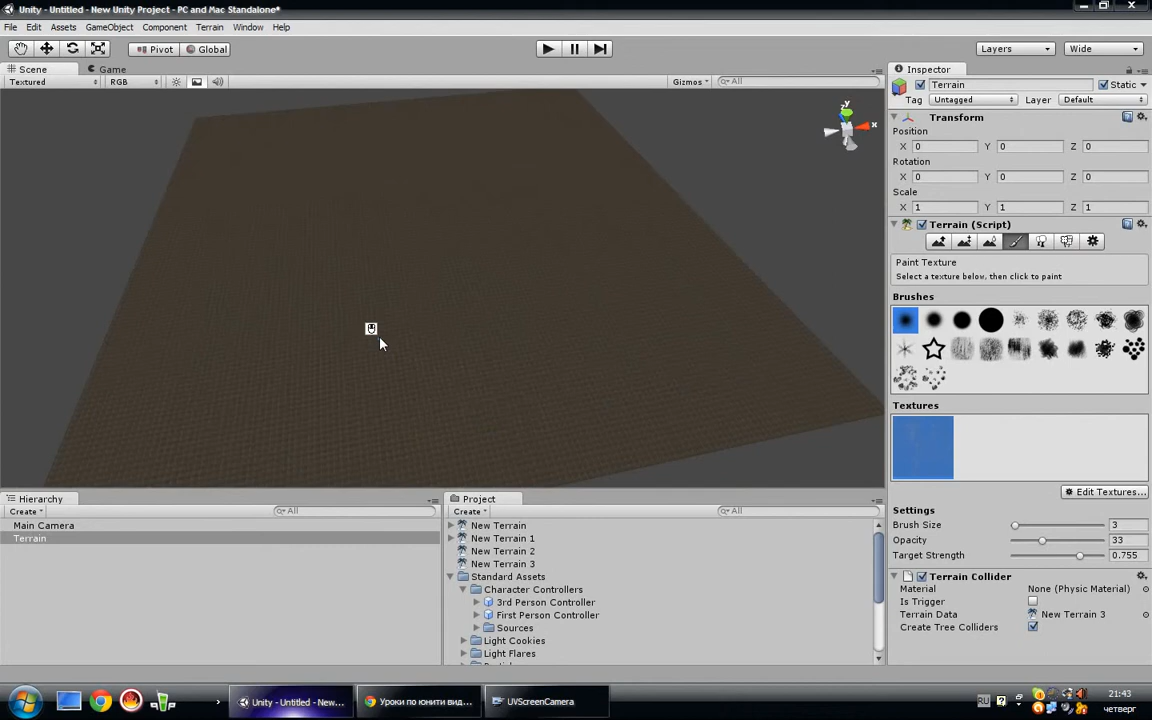 Unity - Untitled - New Unity Project - PC and Mac Standalone*
File Edit Assets GameObject Component Terrain Window Help
Pivot Global Layers Wide
Scene Game
Textured RGB Gizmos All
y
x
Inspector
Terrain Static
Tag Untagged Layer Default
Transform
Position
X 0 Y 0 Z 0
Rotation
X 0 Y 0 Z 0
Scale
X 1 Y 1 Z 1
Terrain (Script)
Paint Texture
Select a texture below, then click to paint
Brushes
Textures
Edit Textures...
Settings
Brush Size 3
Opacity 33
Target Strength 0.755
Terrain Collider
Material None (Physic Material)
Is Trigger
Terrain Data New Terrain 3
Create Tree Colliders
Hierarchy
Create All
Main Camera
Terrain
Project
Create All
New Terrain
New Terrain 1
New Terrain 2
New Terrain 3
Standard Assets
Character Controllers
3rd Person Controller
First Person Controller
Sources
Light Cookies
Light Flares
Unity - Untitled - New...
Уроки по юнити вид...
UVScreenCamera
RU
21:43
четверг